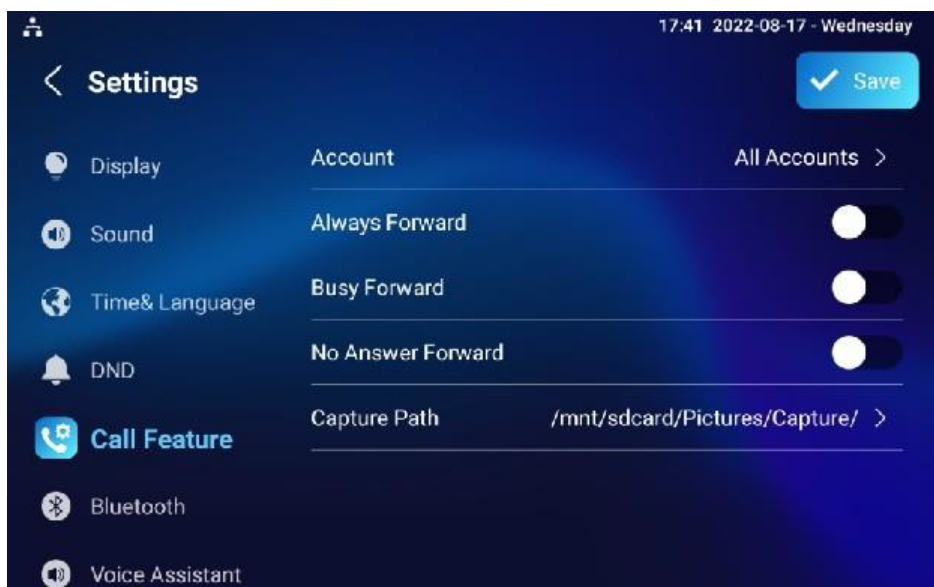 17:41 2022-08-17 - Wednesday
Settings
Save
Display
Sound
Time& Language
DND
Call Feature
Bluetooth
Voice Assistant
Account All Accounts
Always Forward
Busy Forward
No Answer Forward
Capture Path /mnt/sdcard/Pictures/Capture/